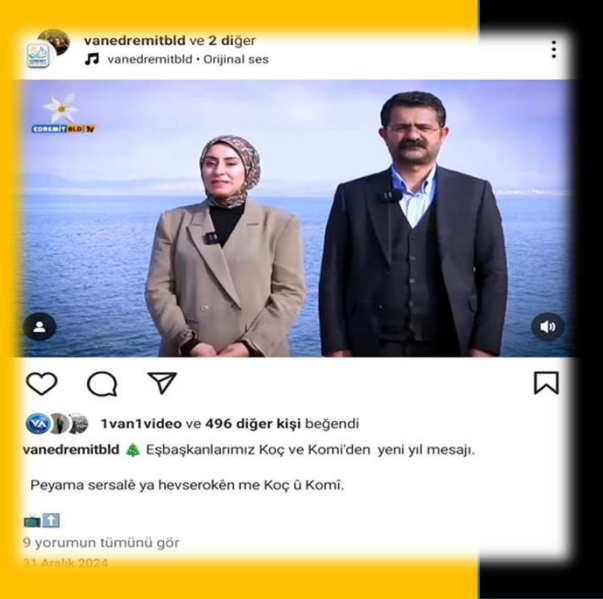 vanedremitbld ve 2 diğer
vanedremitbld • Orijinal ses
EDREMİT BLD TV
1van1video ve 496 diğer kişi beğendi
vanedremitbld 🎄 Eşbaşkanlarımız Koç ve Komi'den yeni yıl mesajı.
Peyama sersalê ya hevserokên me Koç û Komî.
📺⬆️
9 yorumun tümünü gör
31 Aralık 2024